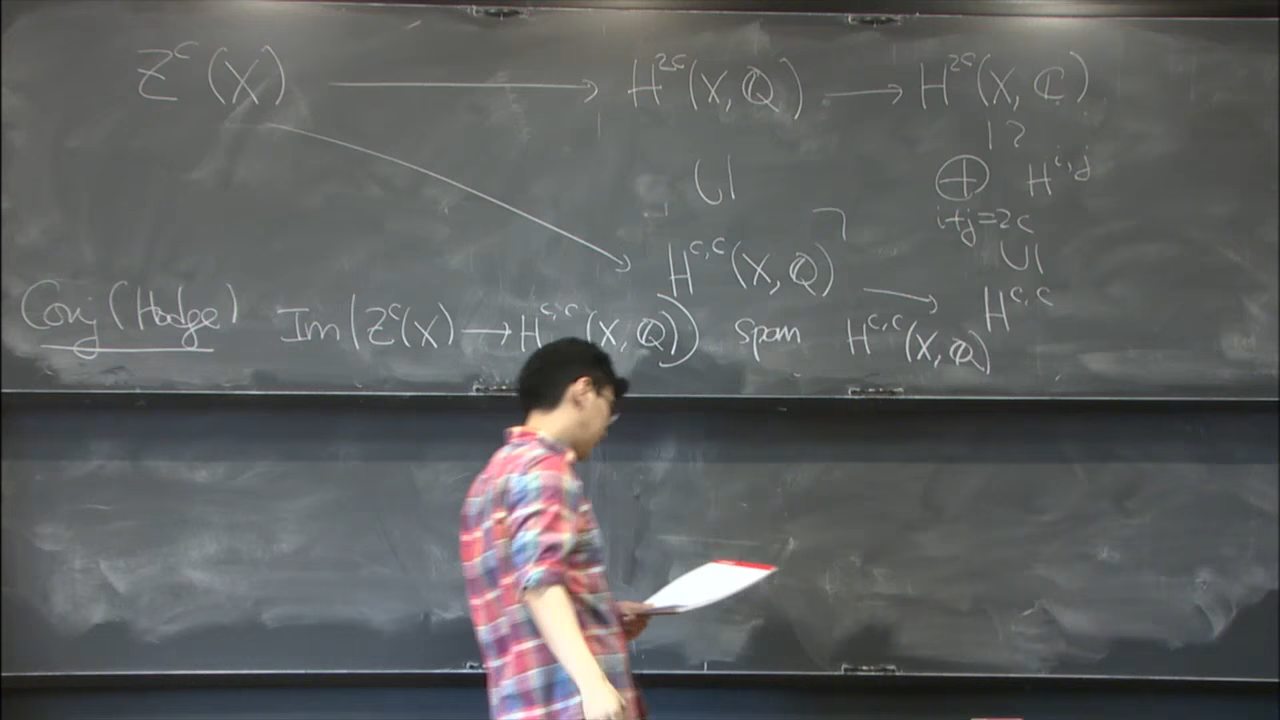 Z^c(X) ⟶ H^{2c}(X, ℚ) ⟶ H^{2c}(X, ℂ)
∪| ⊕ H^{i,j}
i+j=2c
∪|
H^{c,c}(X, ℚ) ⟶ H^{c,c}
Conj (Hodge) Im(Z^c(X) ⟶ H^{c,c}(X, ℚ)) span H^{c,c}(X, ℚ)